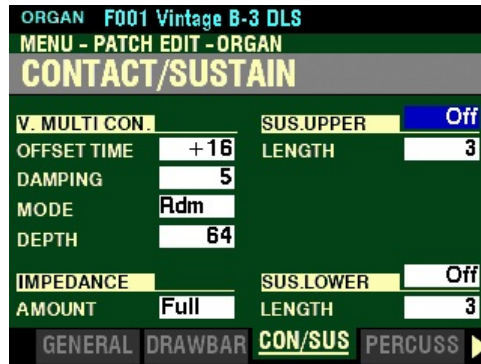 ORGAN F001 Vintage B-3 DLS
MENU - PATCH EDIT - ORGAN
CONTACT/SUSTAIN
V. MULTI CON. SUS.UPPER Off
OFFSET TIME +16 LENGTH 3
DAMPING 5
MODE Rdm
DEPTH 64
IMPEDANCE SUS.LOWER Off
AMOUNT Full LENGTH 3
GENERAL DRAWBAR CON/SUS PERCUSS